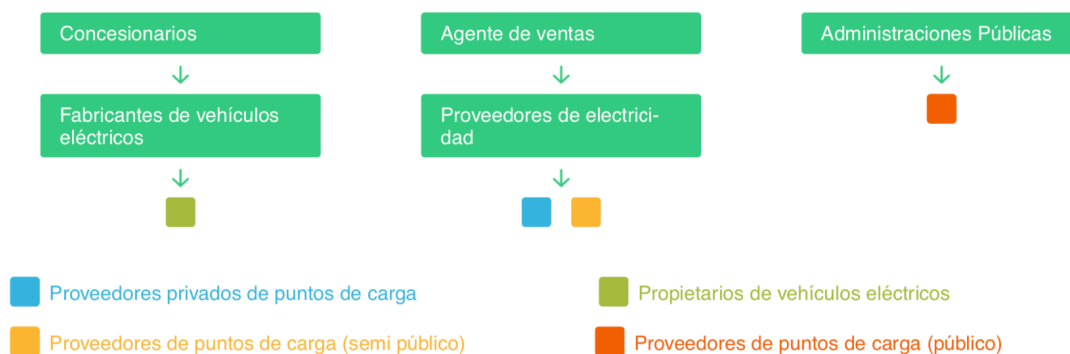 Concesionarios
Agente de ventas
Administraciones Públicas
Fabricantes de vehículos
eléctricos
Proveedores de electrici-
dad
Proveedores privados de puntos de carga
Propietarios de vehículos eléctricos
Proveedores de puntos de carga (semi público)
Proveedores de puntos de carga (público)